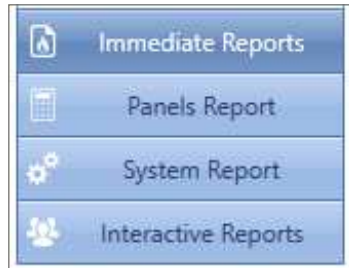 Immediate Reports
Panels Report
System Report
Interactive Reports